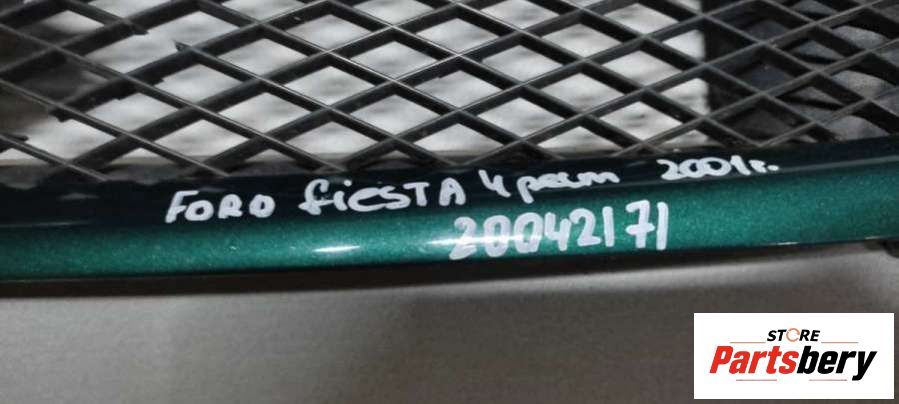 FORD fiESTA 4 рест 2001г.
20042171
STORE
Partsbery